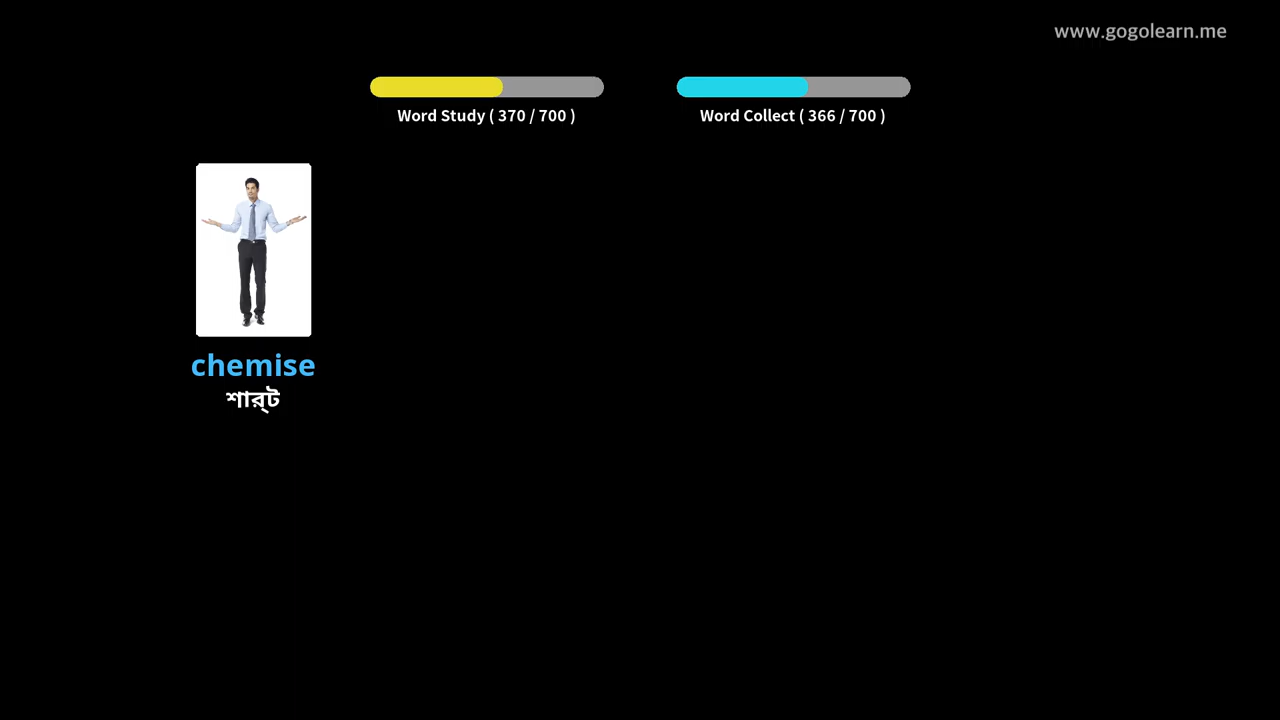 www.gogolearn.me
Word Study ( 370 / 700 )
Word Collect ( 366 / 700 )
chemise
শার্ট